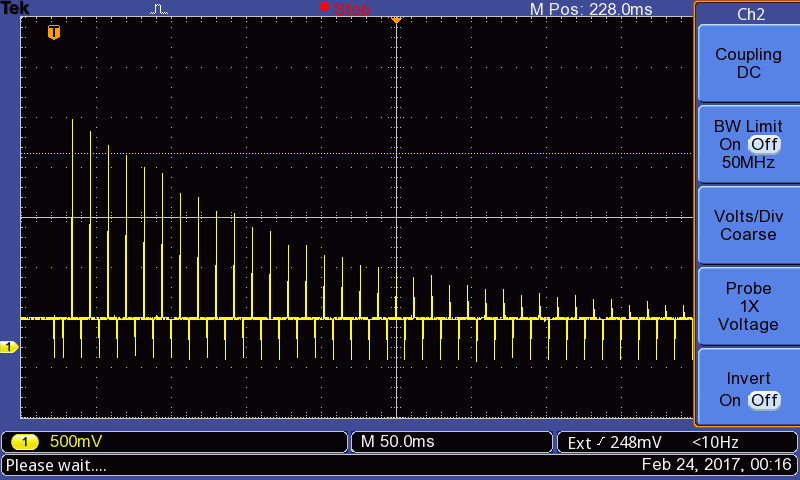 Tek Stop M Pos: 228.0ms Ch2
T
Coupling
DC
BW Limit
On Off
50MHz
Volts/Div
Coarse
Probe
1X
Voltage
Invert
On Off
1
1 500mV M 50.0ms Ext 248mV <10Hz
Please wait.... Feb 24, 2017, 00:16